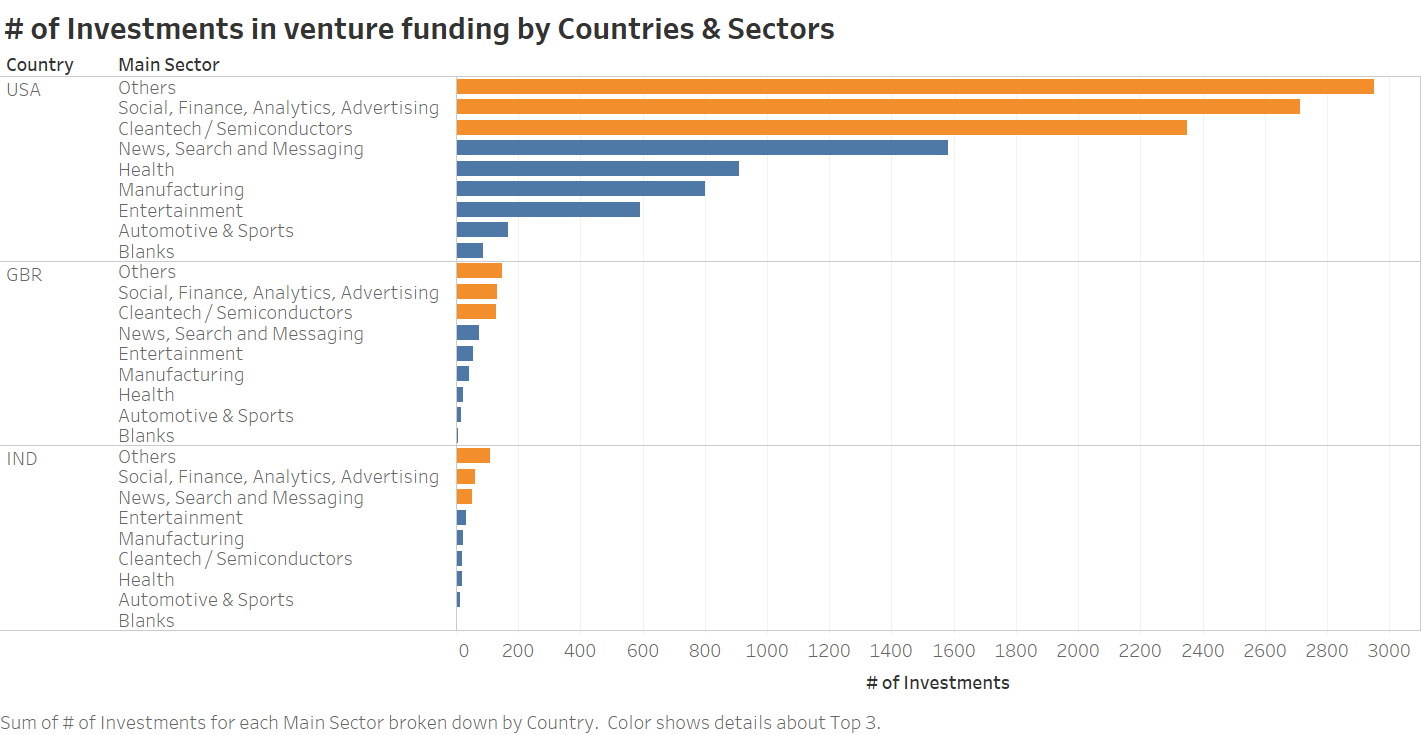 # of Investments in venture funding by Countries & Sectors
Country Main Sector
USA Others
Social, Finance, Analytics, Advertising
Cleantech / Semiconductors
News, Search and Messaging
Health
Manufacturing
Entertainment
Automotive & Sports
Blanks
GBR Others
Social, Finance, Analytics, Advertising
Cleantech / Semiconductors
News, Search and Messaging
Entertainment
Manufacturing
Health
Automotive & Sports
Blanks
IND Others
Social, Finance, Analytics, Advertising
News, Search and Messaging
Entertainment
Manufacturing
Cleantech / Semiconductors
Health
Automotive & Sports
Blanks
0 200 400 600 800 1000 1200 1400 1600 1800 2000 2200 2400 2600 2800 3000
# of Investments
Sum of # of Investments for each Main Sector broken down by Country. Color shows details about Top 3.